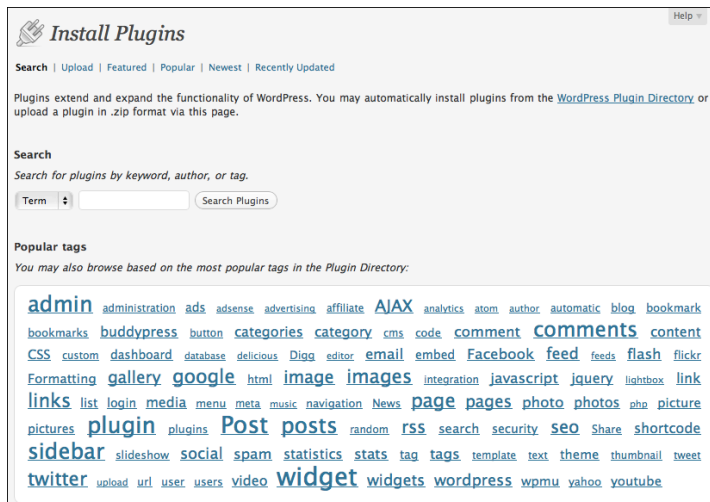 Help
Install Plugins
Search | Upload | Featured | Popular | Newest | Recently Updated
Plugins extend and expand the functionality of WordPress. You may automatically install plugins from the WordPress Plugin Directory or
upload a plugin in .zip format via this page.
Search
Search for plugins by keyword, author, or tag.
Term Search Plugins
Popular tags
You may also browse based on the most popular tags in the Plugin Directory:
admin administration ads adsense advertising affiliate AJAX analytics atom author automatic blog bookmark
bookmarks buddypress button categories category cms code comment comments content
CSS custom dashboard database delicious Digg editor email embed Facebook feed feeds flash flickr
Formatting gallery google html image images integration javascript jquery lightbox link
links list login media menu meta music navigation News page pages photo photos php picture
pictures plugin plugins Post posts random rss search security seo Share shortcode
sidebar slideshow social spam statistics stats tag tags template text theme thumbnail tweet
twitter upload url user users video widget widgets wordpress wpmu yahoo youtube